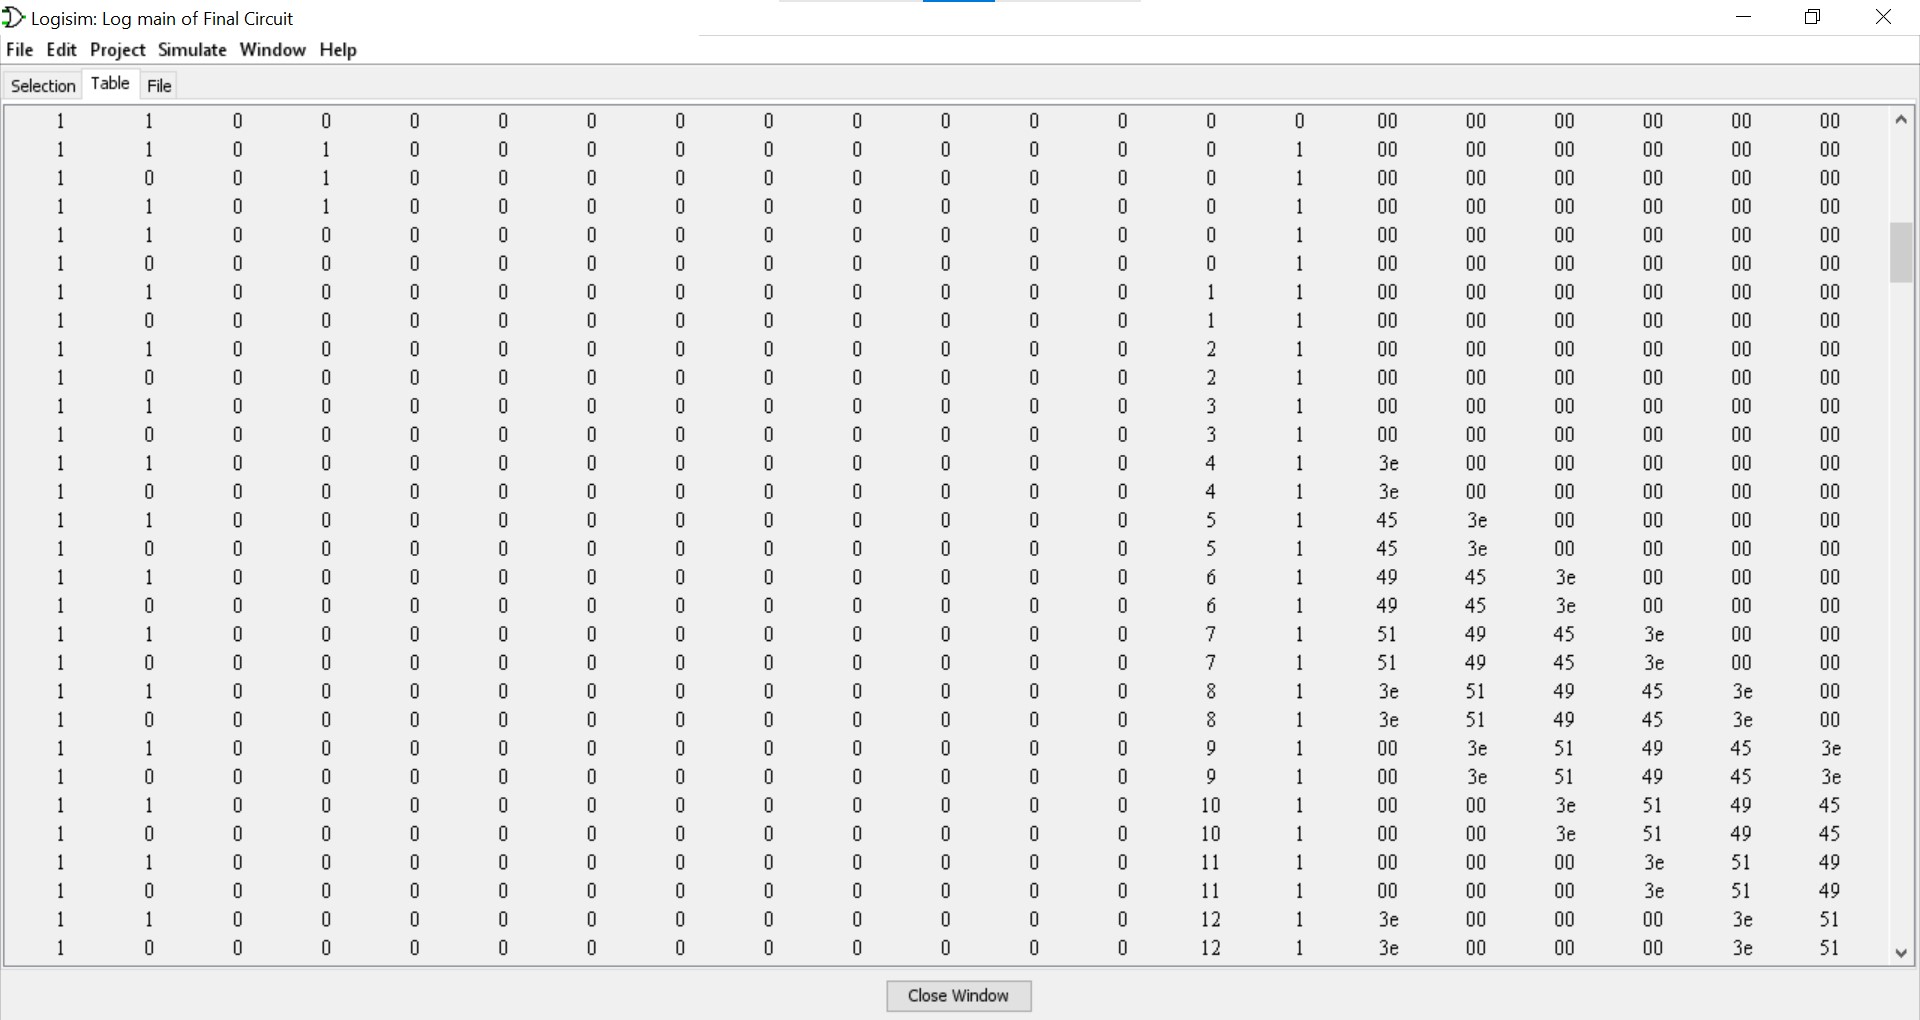 Logisim: Log main of Final Circuit
File Edit Project Simulate Window Help
Selection Table File
1 1 0 0 0 0 0 0 0 0 0 0 0 0 0 00 00 00 00 00 00
1 1 0 1 0 0 0 0 0 0 0 0 0 0 1 00 00 00 00 00 00
1 0 0 1 0 0 0 0 0 0 0 0 0 0 1 00 00 00 00 00 00
1 1 0 1 0 0 0 0 0 0 0 0 0 0 1 00 00 00 00 00 00
1 1 0 0 0 0 0 0 0 0 0 0 0 0 1 00 00 00 00 00 00
1 0 0 0 0 0 0 0 0 0 0 0 0 0 1 00 00 00 00 00 00
1 1 0 0 0 0 0 0 0 0 0 0 0 1 1 00 00 00 00 00 00
1 0 0 0 0 0 0 0 0 0 0 0 0 1 1 00 00 00 00 00 00
1 1 0 0 0 0 0 0 0 0 0 0 0 2 1 00 00 00 00 00 00
1 0 0 0 0 0 0 0 0 0 0 0 0 2 1 00 00 00 00 00 00
1 1 0 0 0 0 0 0 0 0 0 0 0 3 1 00 00 00 00 00 00
1 0 0 0 0 0 0 0 0 0 0 0 0 3 1 00 00 00 00 00 00
1 1 0 0 0 0 0 0 0 0 0 0 0 4 1 3e 00 00 00 00 00
1 0 0 0 0 0 0 0 0 0 0 0 0 4 1 3e 00 00 00 00 00
1 1 0 0 0 0 0 0 0 0 0 0 0 5 1 45 3e 00 00 00 00
1 0 0 0 0 0 0 0 0 0 0 0 0 5 1 45 3e 00 00 00 00
1 1 0 0 0 0 0 0 0 0 0 0 0 6 1 49 45 3e 00 00 00
1 0 0 0 0 0 0 0 0 0 0 0 0 6 1 49 45 3e 00 00 00
1 1 0 0 0 0 0 0 0 0 0 0 0 7 1 51 49 45 3e 00 00
1 0 0 0 0 0 0 0 0 0 0 0 0 7 1 51 49 45 3e 00 00
1 1 0 0 0 0 0 0 0 0 0 0 0 8 1 3e 51 49 45 3e 00
1 0 0 0 0 0 0 0 0 0 0 0 0 8 1 3e 51 49 45 3e 00
1 1 0 0 0 0 0 0 0 0 0 0 0 9 1 00 3e 51 49 45 3e
1 0 0 0 0 0 0 0 0 0 0 0 0 9 1 00 3e 51 49 45 3e
1 1 0 0 0 0 0 0 0 0 0 0 0 10 1 00 00 3e 51 49 45
1 0 0 0 0 0 0 0 0 0 0 0 0 10 1 00 00 3e 51 49 45
1 1 0 0 0 0 0 0 0 0 0 0 0 11 1 00 00 00 3e 51 49
1 0 0 0 0 0 0 0 0 0 0 0 0 11 1 00 00 00 3e 51 49
1 1 0 0 0 0 0 0 0 0 0 0 0 12 1 3e 00 00 00 3e 51
1 0 0 0 0 0 0 0 0 0 0 0 0 12 1 3e 00 00 00 3e 51
Close Window